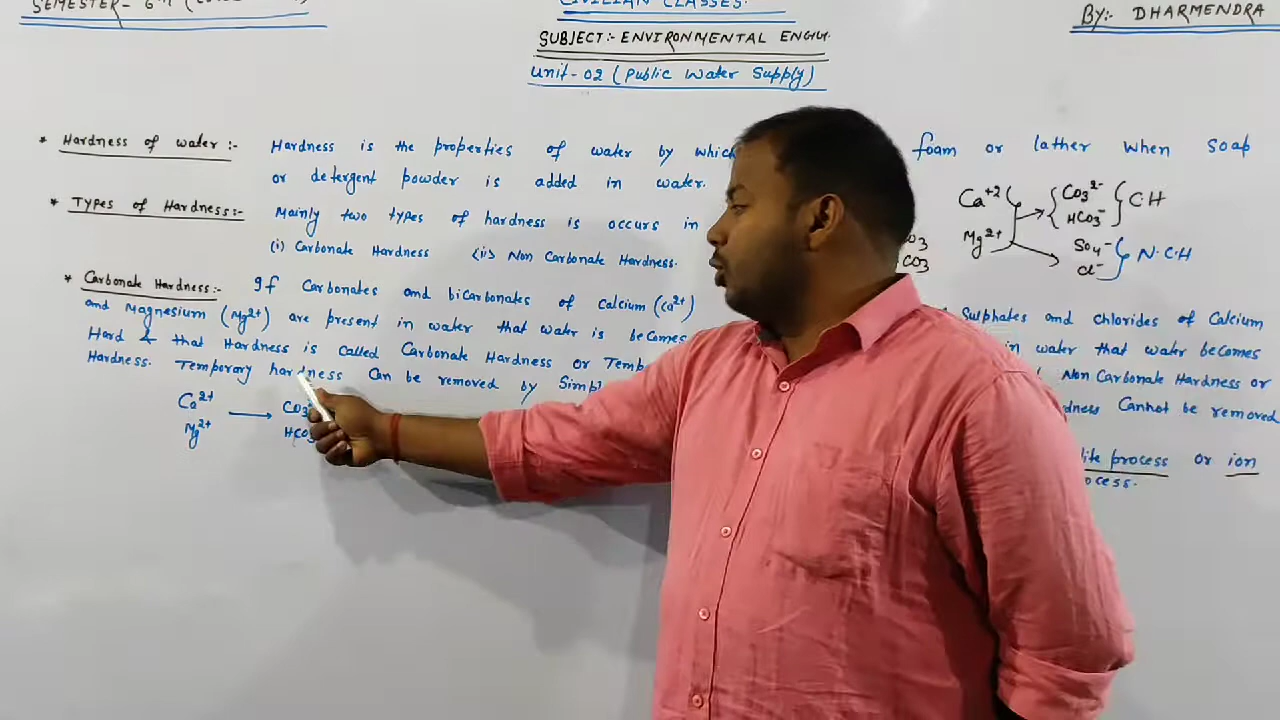 SEMESTER- 6th
CIVILIAN CLASSES.
BY:- DHARMENDRA
SUBJECT:- ENVIRONMENTAL ENGG.
Unit-02 (Public Water Supply)
* Hardness of water:- Hardness is the properties of water by which foam or lather when soap
or detergent powder is added in water.
* Types of Hardness:- Mainly two types of hardness is occurs in
(i) Carbonate Hardness (ii) Non Carbonate Hardness.
Ca+2 CO3 2- } CH
HCO3-
Mg2+ SO4- } N.C.H
Cl-
* Carbonate Hardness:- If Carbonates and bicarbonates of Calcium (Ca2+)
and Magnesium (Mg2+) are present in water that water is becomes
Hard & that Hardness is called Carbonate Hardness or
Hardness. Temporary hardness Can be removed by
Ca2+ → CO3
Mg2+ HCO3
Sulphates and chlorides of Calcium
in water that water becomes
Non Carbonate Hardness or
Cannot be removed
process or ion